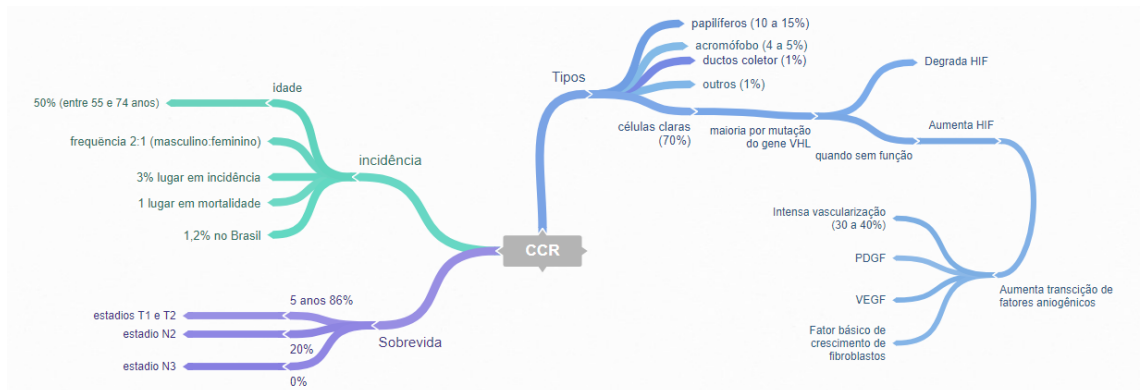 CCR
Tipos
papilíferos (10 a 15%)
acromófobo (4 a 5%)
ductos coletor (1%)
outros (1%)
células claras
(70%)
maioria por mutação
do gene VHL
Degrada HIF
quando sem função
Aumenta HIF
Aumenta transcição de
fatores aniogênicos
Intensa vascularização
(30 a 40%)
PDGF
VEGF
Fator básico de
crescimento de
fibroblastos
incidência
idade
50% (entre 55 e 74 anos)
frequência 2:1 (masculino:feminino)
3% lugar em incidência
1 lugar em mortalidade
1,2% no Brasil
Sobrevida
5 anos 86%
estadios T1 e T2
20%
estadio N2
0%
estadio N3